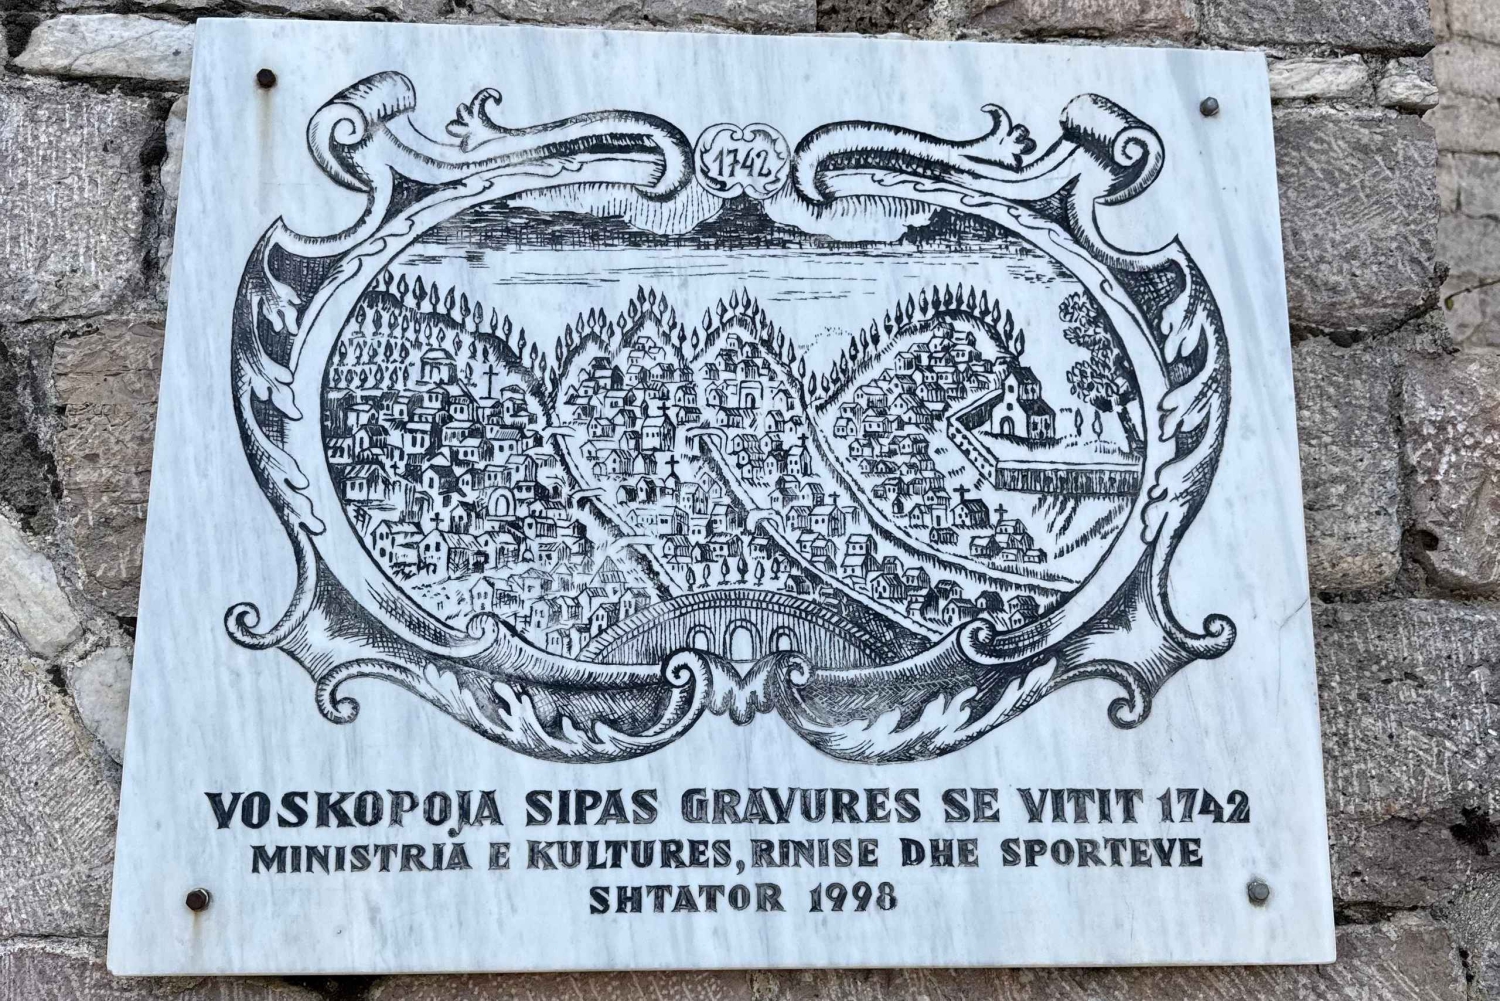 1742
VOSKOPOJA SIPAS GRAVURES SE VITIT 1742
MINISTRIA E KULTURES, RINISE DHE SPORTEVE
SHTATOR 1998